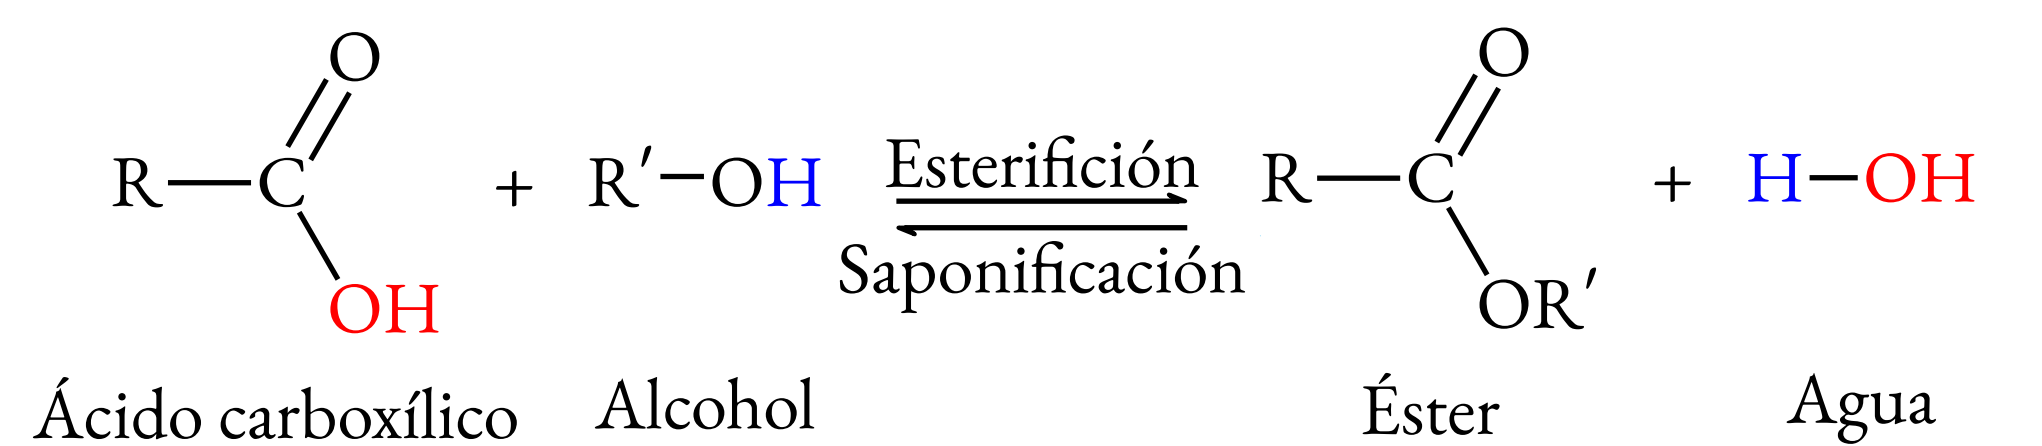 O O
R C + R′ OH Esterifición R C + H OH
Saponificación
OH OR′
Ácido carboxílico Alcohol Éster Agua